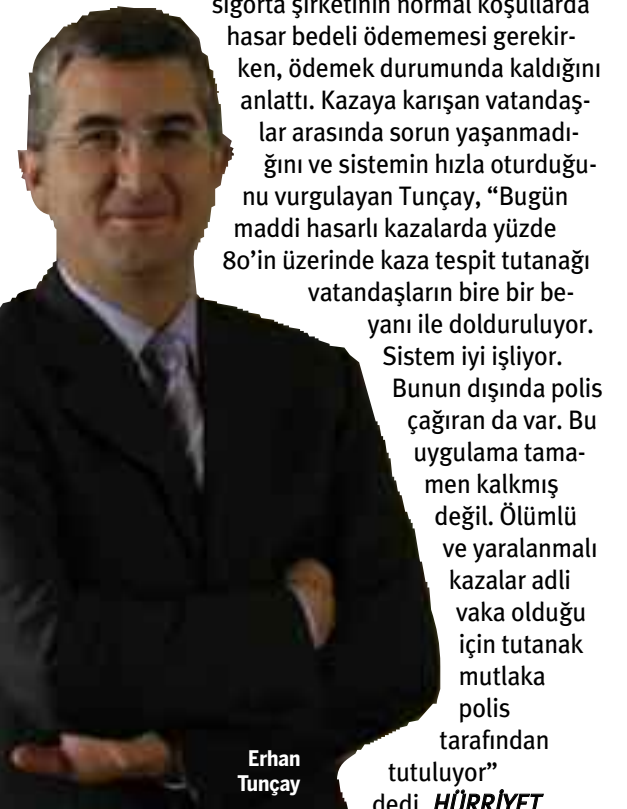 sigorta şirketinin normal koşullarda
hasar bedeli ödememesi gerekir-
ken, ödemek durumunda kaldığını
anlattı. Kazaya karışan vatandaş-
lar arasında sorun yaşanmadı-
ğını ve sistemin hızla oturduğu-
nu vurgulayan Tunçay, “Bugün
maddi hasarlı kazalarda yüzde
80’in üzerinde kaza tespit tutanağı
vatandaşların bire bir be-
yanı ile dolduruluyor.
Sistem iyi işliyor.
Bunun dışında polis
çağıran da var. Bu
uygulama tama-
men kalkmış
değil. Ölümlü
ve yaralanmalı
kazalar adli
vaka olduğu
için tutanak
mutlaka
polis
tarafından
tutuluyor”
dedi. HÜRRİYET
Erhan
Tunçay